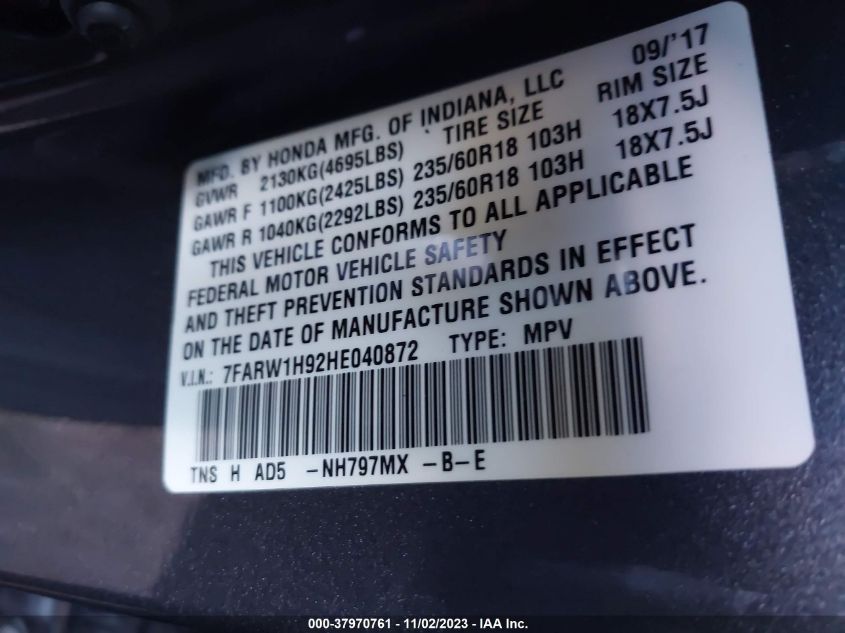 09/'17
MFD. BY HONDA MFG. OF INDIANA, LLC
GVWR 2130KG(4695LBS) TIRE SIZE RIM SIZE
GAWR F 1100KG(2425LBS) 235/60R18 103H 18X7.5J
GAWR R 1040KG(2292LBS) 235/60R18 103H 18X7.5J
THIS VEHICLE CONFORMS TO ALL APPLICABLE
FEDERAL MOTOR VEHICLE SAFETY
AND THEFT PREVENTION STANDARDS IN EFFECT
ON THE DATE OF MANUFACTURE SHOWN ABOVE.
V.I.N.: 7FARW1H92HE040872 TYPE: MPV
TNS H AD5 -NH797MX -B-E
000-37970761 - 11/02/2023 - IAA Inc.